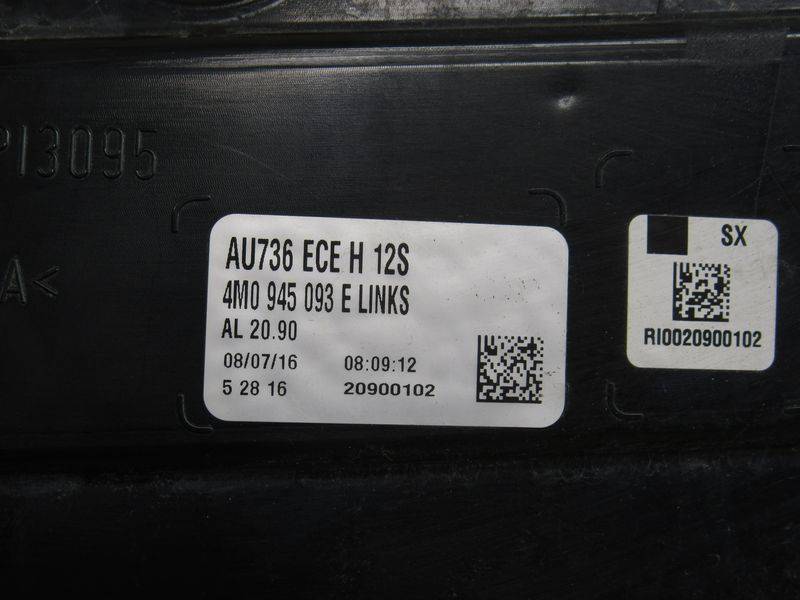 PI3095
A<
AU736 ECE H 12S
4M0 945 093 E LINKS
AL 20.90
08/07/16 08:09:12
5 28 16 20900102
SX
RI0020900102